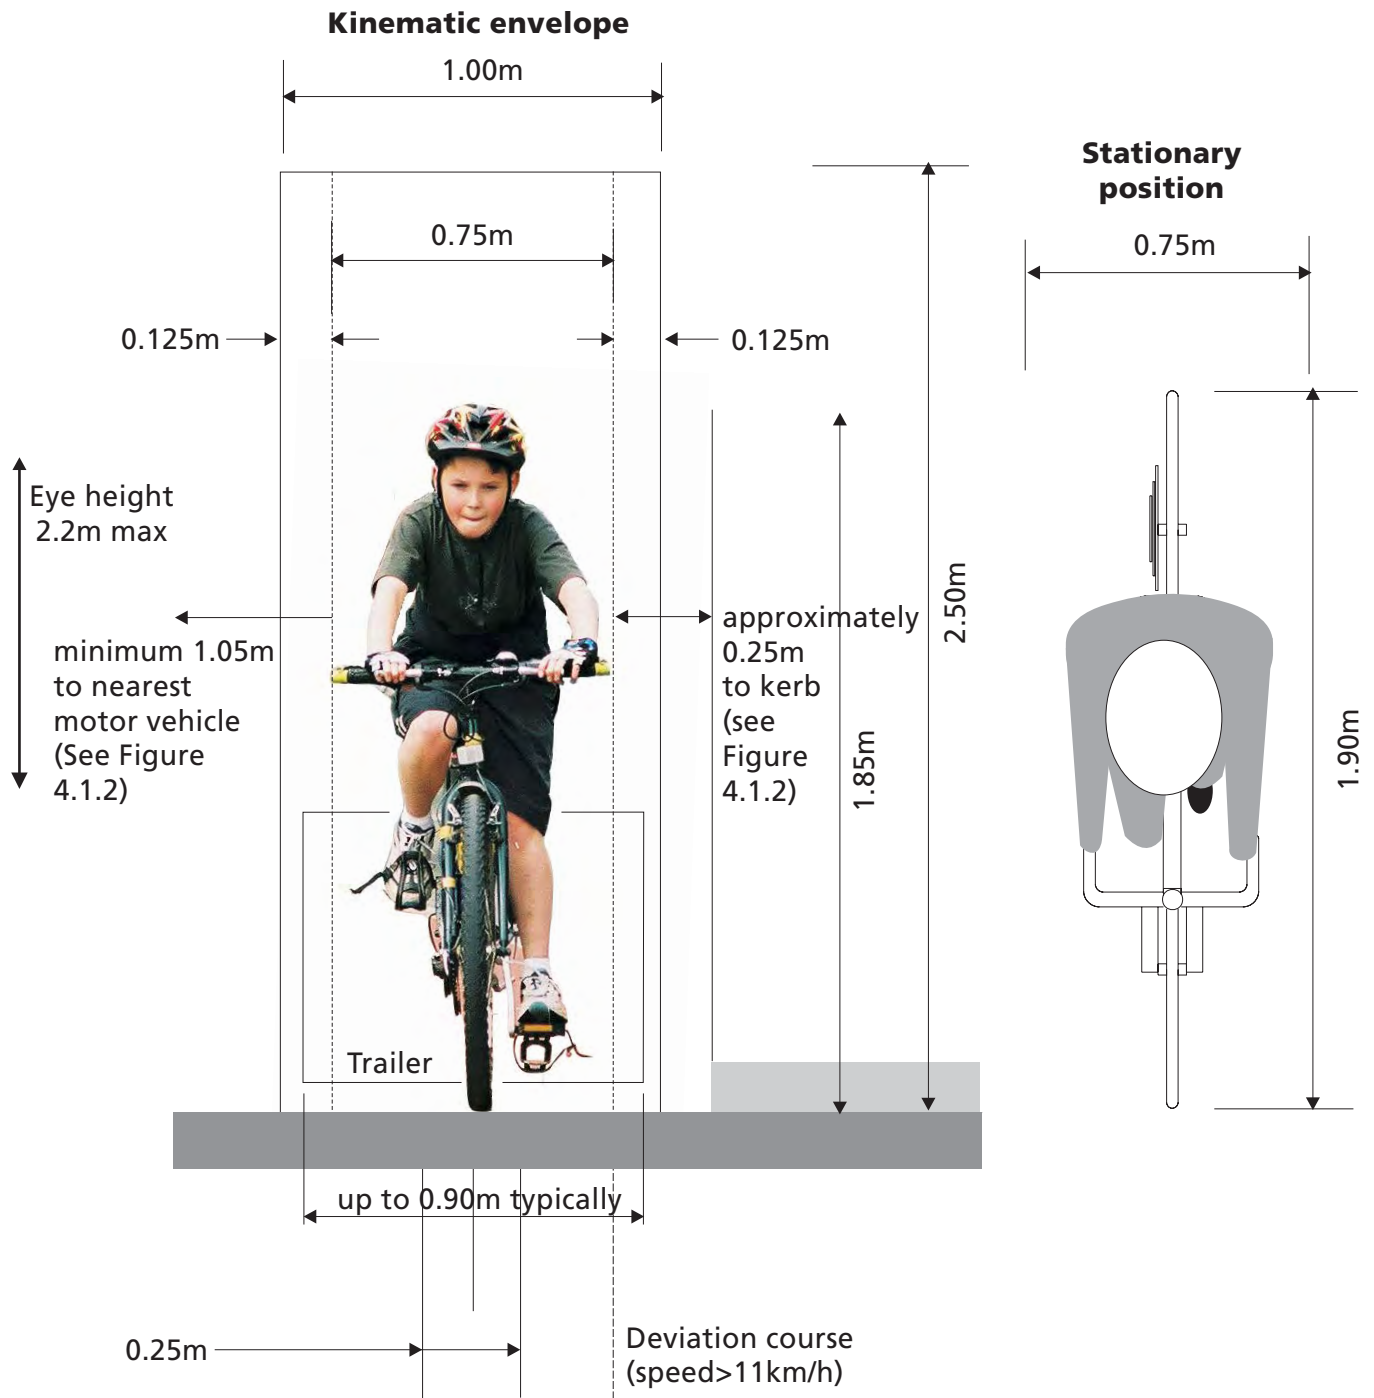 Kinematic envelope
1.00m
Stationary
position
0.75m
0.75m
0.125m
0.125m
Eye height
2.2m max
minimum 1.05m
to nearest
motor vehicle
(See Figure
4.1.2)
approximately
0.25m
to kerb
(see
Figure
4.1.2)
1.85m
2.50m
1.90m
Trailer
up to 0.90m typically
0.25m
Deviation course
(speed>11km/h)